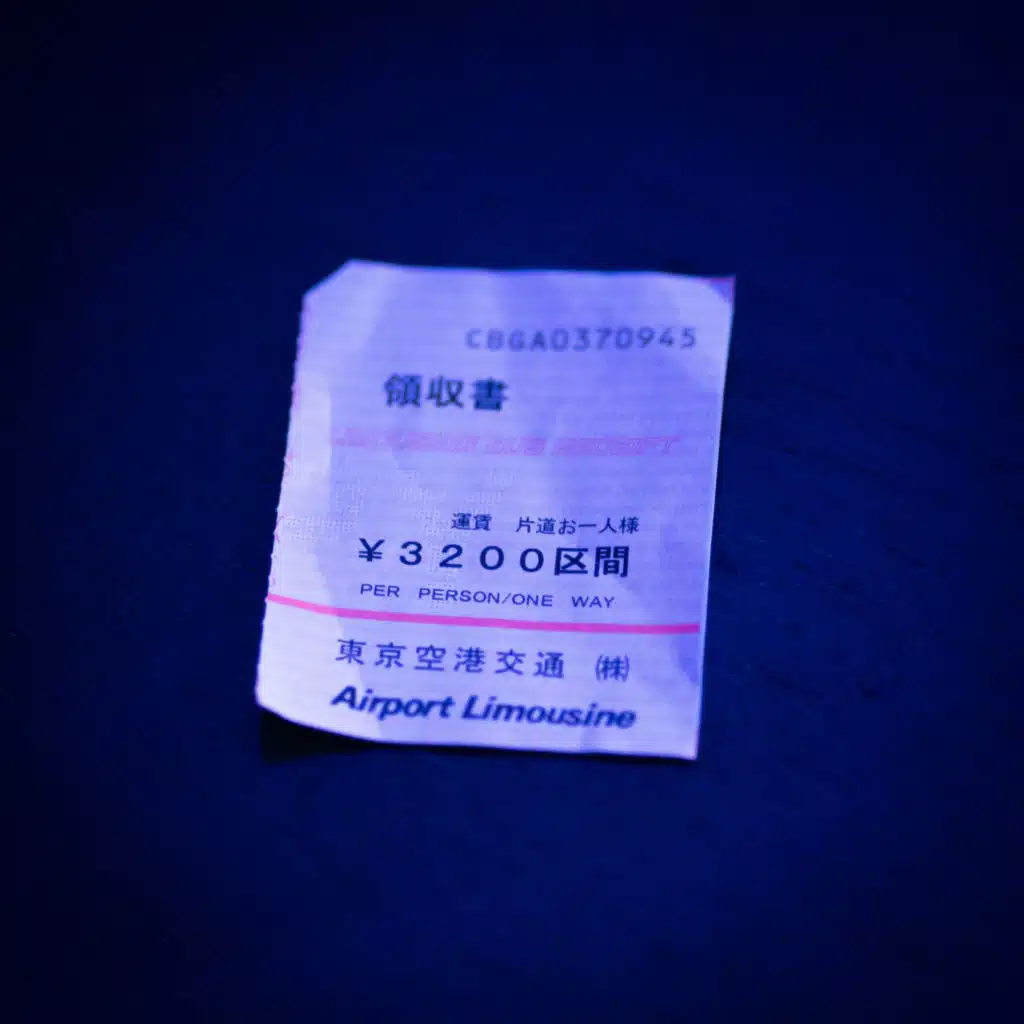 CBGA0370945
領収書
運賃 片道お一人様
¥3200区間
PER PERSON/ONE WAY
東京空港交通 ㈱
Airport Limousine